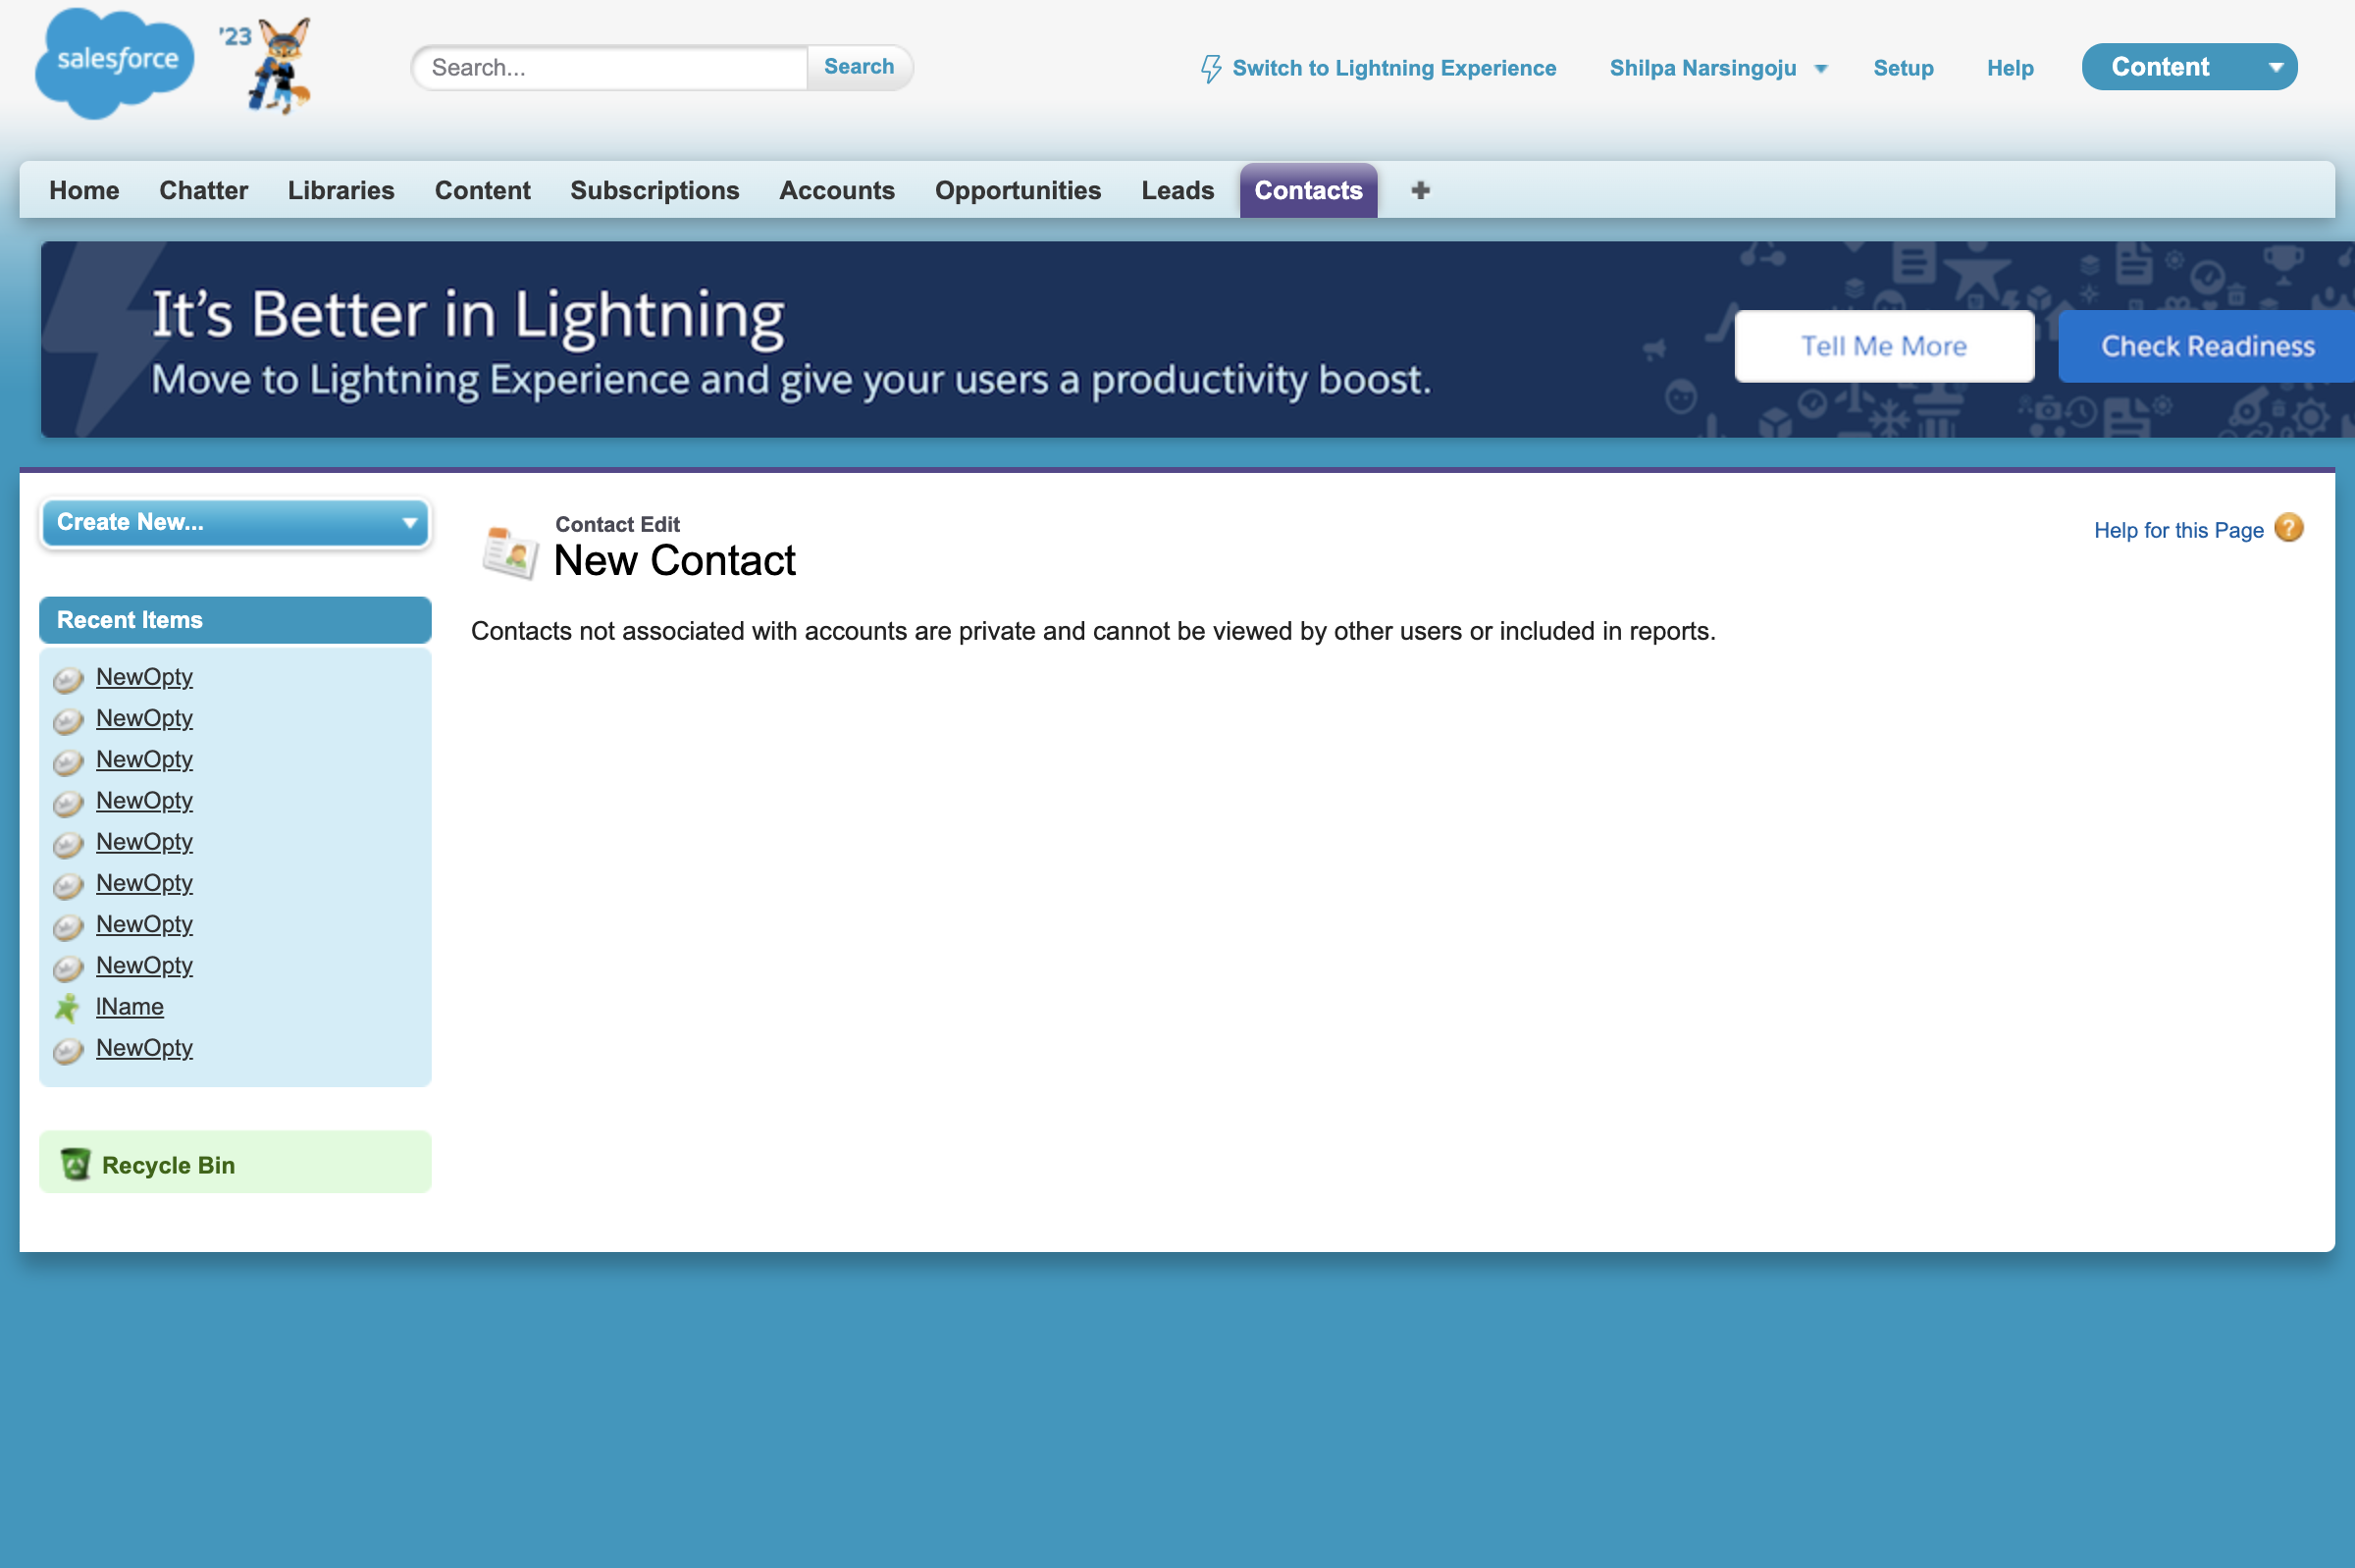 salesforce
'23
Search...
Search
Switch to Lightning Experience
Shilpa Narsingoju
Setup
Help
Content
Home
Chatter
Libraries
Content
Subscriptions
Accounts
Opportunities
Leads
Contacts
It's Better in Lightning
Move to Lightning Experience and give your users a productivity boost.
Tell Me More
Check Readiness
Create New...
Recent Items
NewOpty
NewOpty
NewOpty
NewOpty
NewOpty
NewOpty
NewOpty
NewOpty
lName
NewOpty
Recycle Bin
Contact Edit
New Contact
Help for this Page
?
Contacts not associated with accounts are private and cannot be viewed by other users or included in reports.